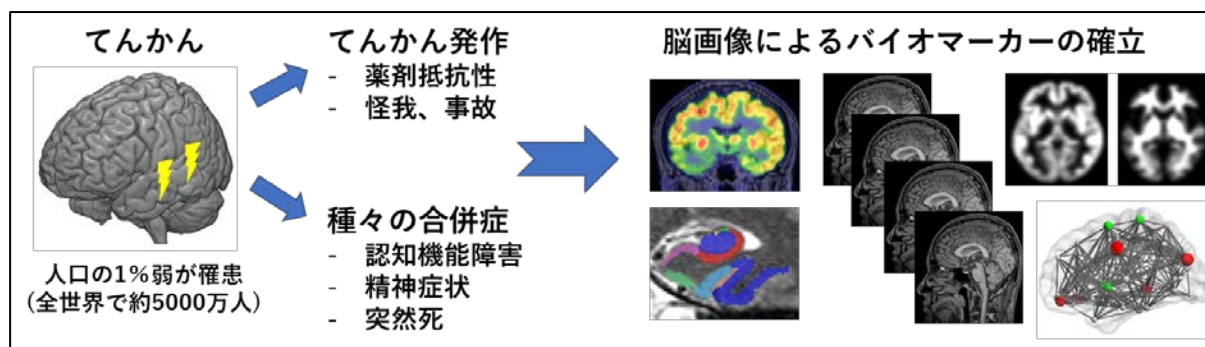 てんかん
人口の1%弱が罹患
(全世界で約5000万人)
てんかん発作
- 薬剤抵抗性
- 怪我、事故
種々の合併症
- 認知機能障害
- 精神症状
- 突然死
脳画像によるバイオマーカーの確立